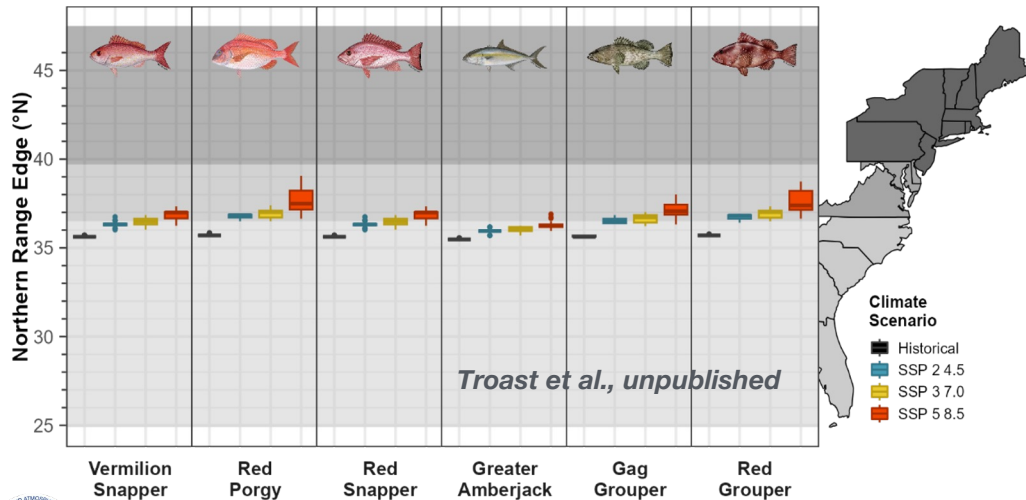 Northern Range Edge (°N)
45
40
35
30
25
Troast et al., unpublished
Climate
Scenario
Historical
SSP 2 4.5
SSP 3 7.0
SSP 5 8.5
Vermilion
Snapper
Red
Porgy
Red
Snapper
Greater
Amberjack
Gag
Grouper
Red
Grouper